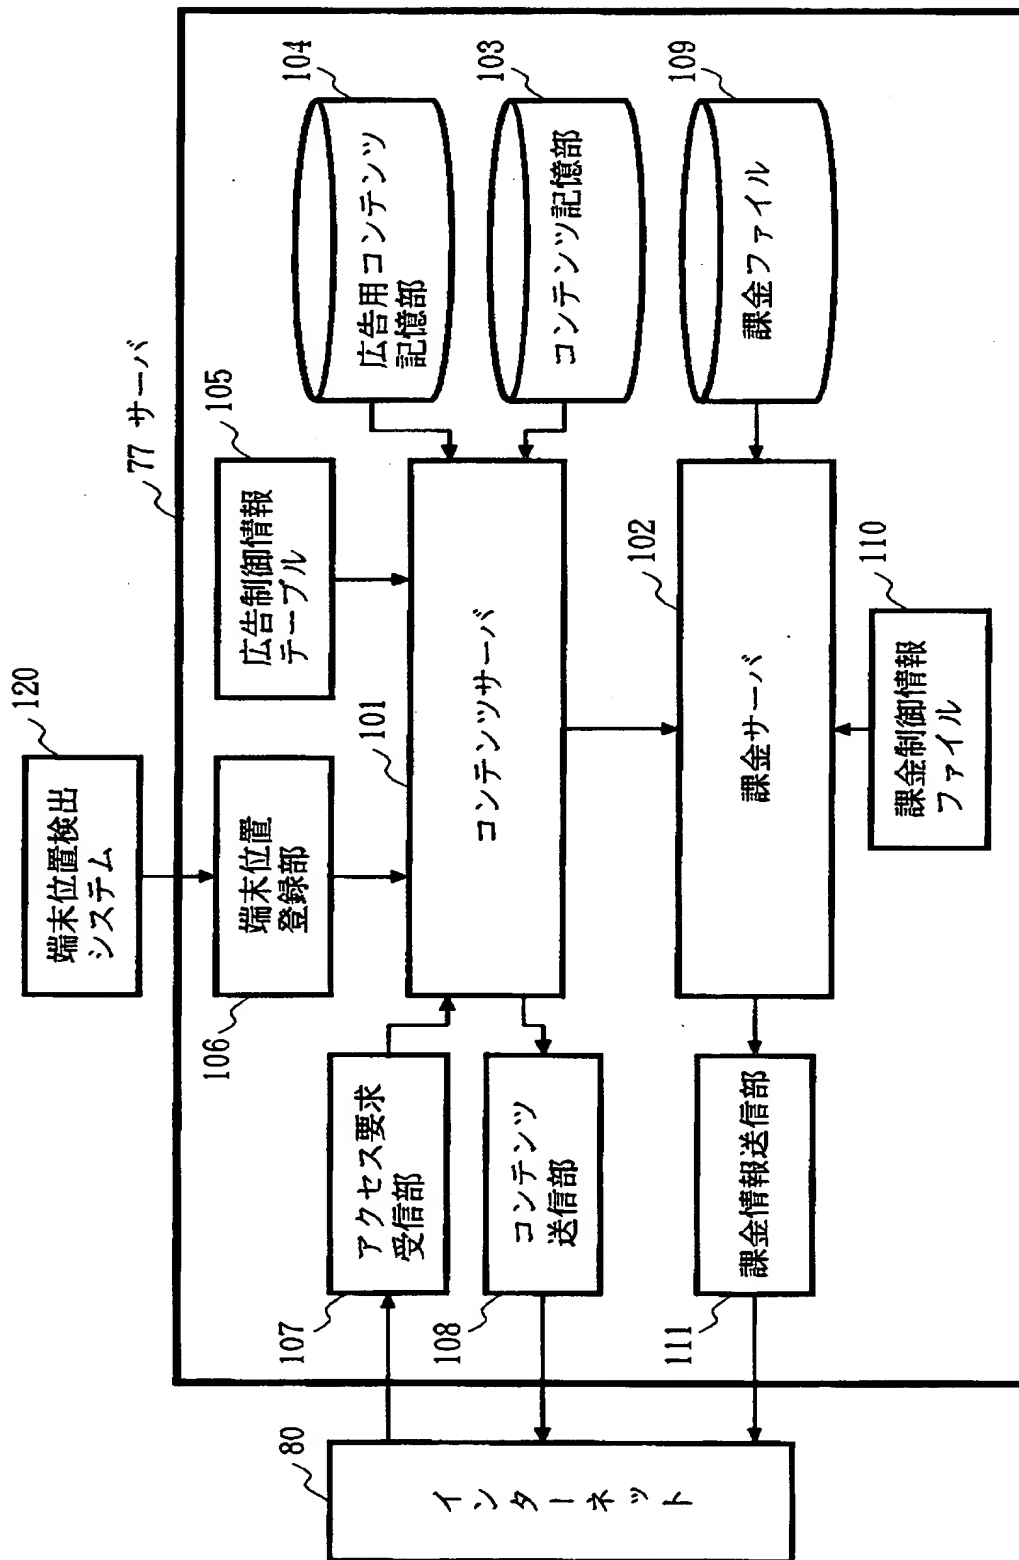 120
端末位置検出
システム
77 サーバ
106
端末位置
登録部
105
広告制御情報
テーブル
104
広告用コンテンツ
記憶部
80
インターネット
107
アクセス要求
受信部
101
コンテンツサーバ
103
コンテンツ記憶部
108
コンテンツ
送信部
102
課金サーバ
109
課金ファイル
111
課金情報送信部
110
課金制御情報
ファイル